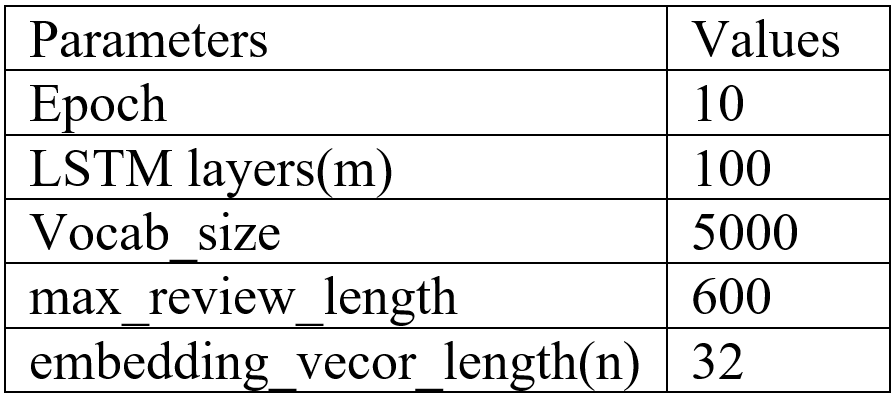 Parameters Values
Epoch 10
LSTM layers(m) 100
Vocab_size 5000
max_review_length 600
embedding_vecor_length(n) 32